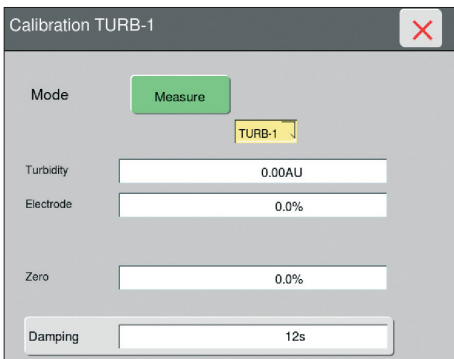 Calibration TURB-1
Mode Measure
TURB-1
Turbidity 0.00AU
Electrode 0.0%
Zero 0.0%
Damping 12s